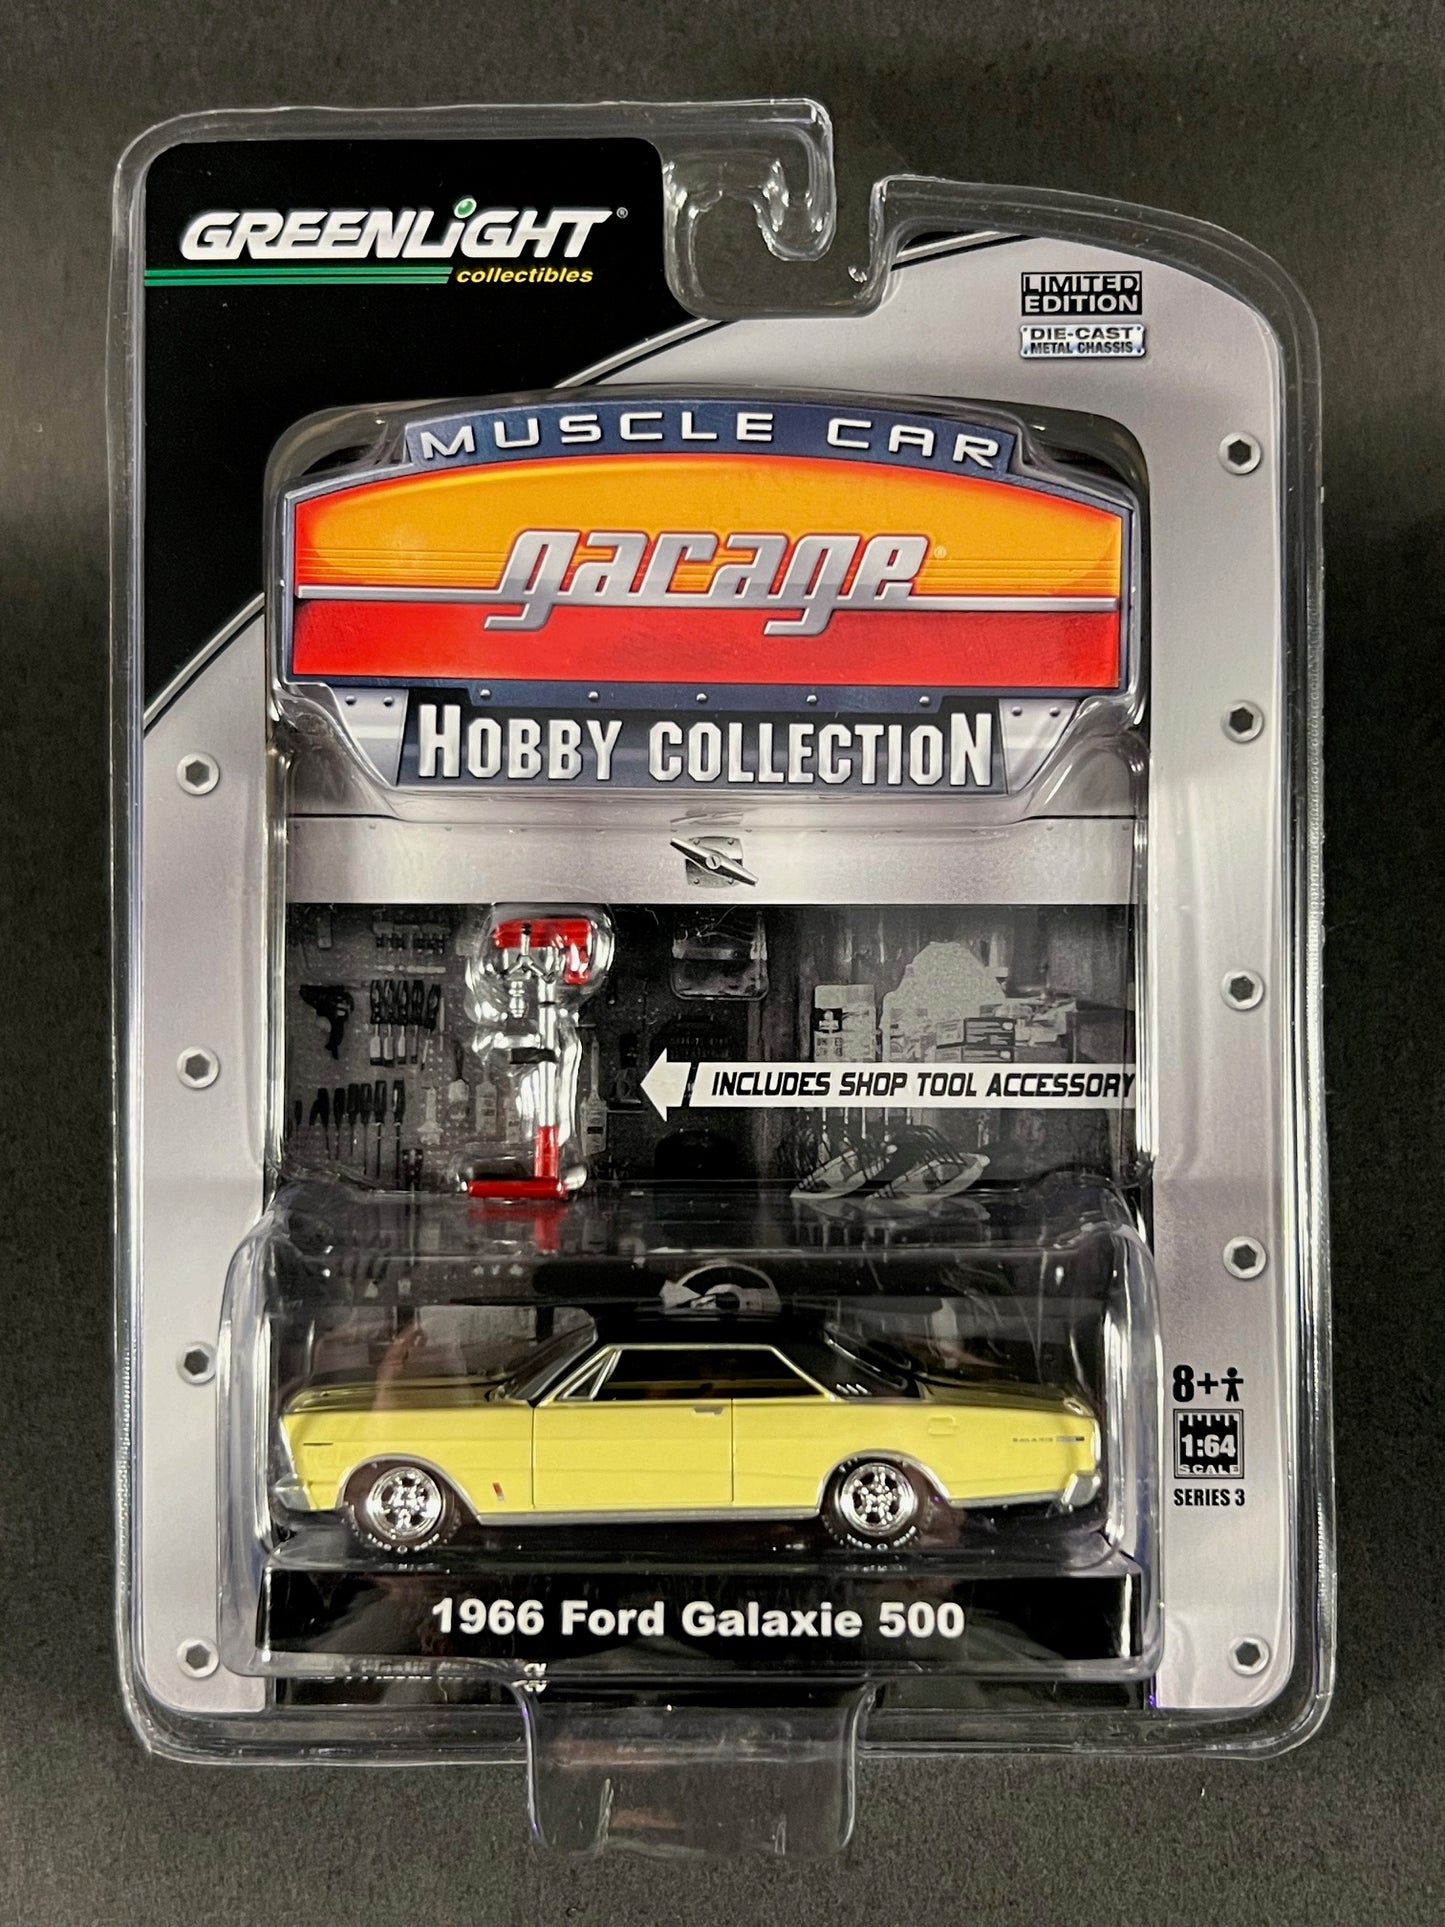 GREENLiGHT®
collectibles
LIMITED
EDITION
DIE-CAST
METAL CHASSIS
MUSCLE CAR
garage®
HOBBY COLLECTION
INCLUDES SHOP TOOL ACCESSORY
8+
1:64
SCALE
SERIES 3
1966 Ford Galaxie 500